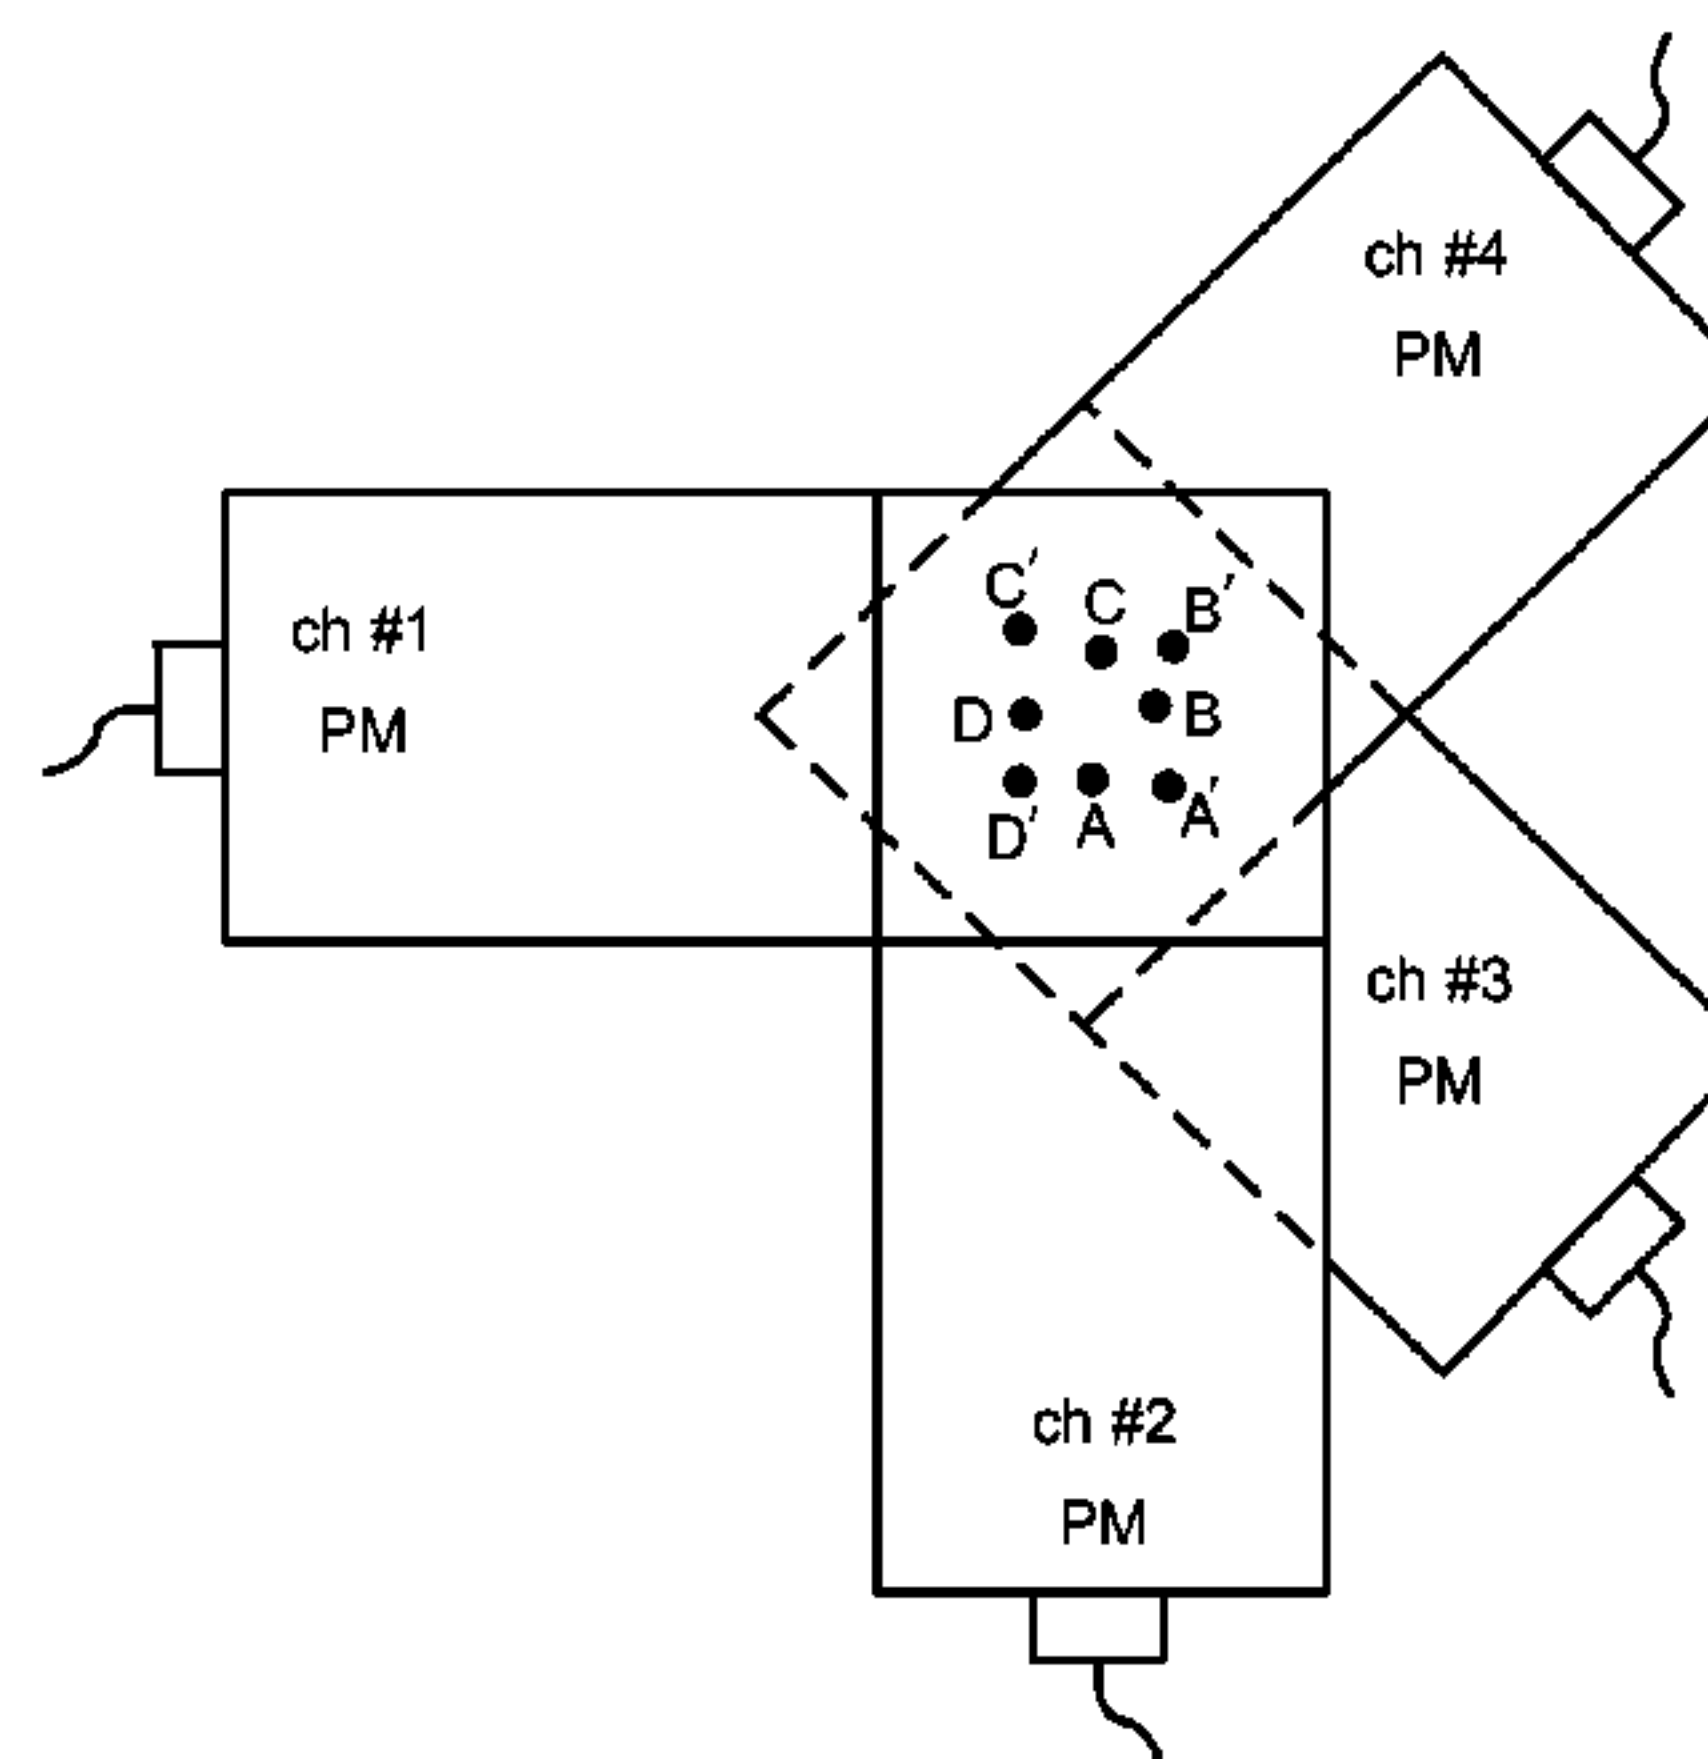 ch #4
PM
ch #1
PM
C′ C B′
D B
D′ A A′
ch #3
PM
ch #2
PM